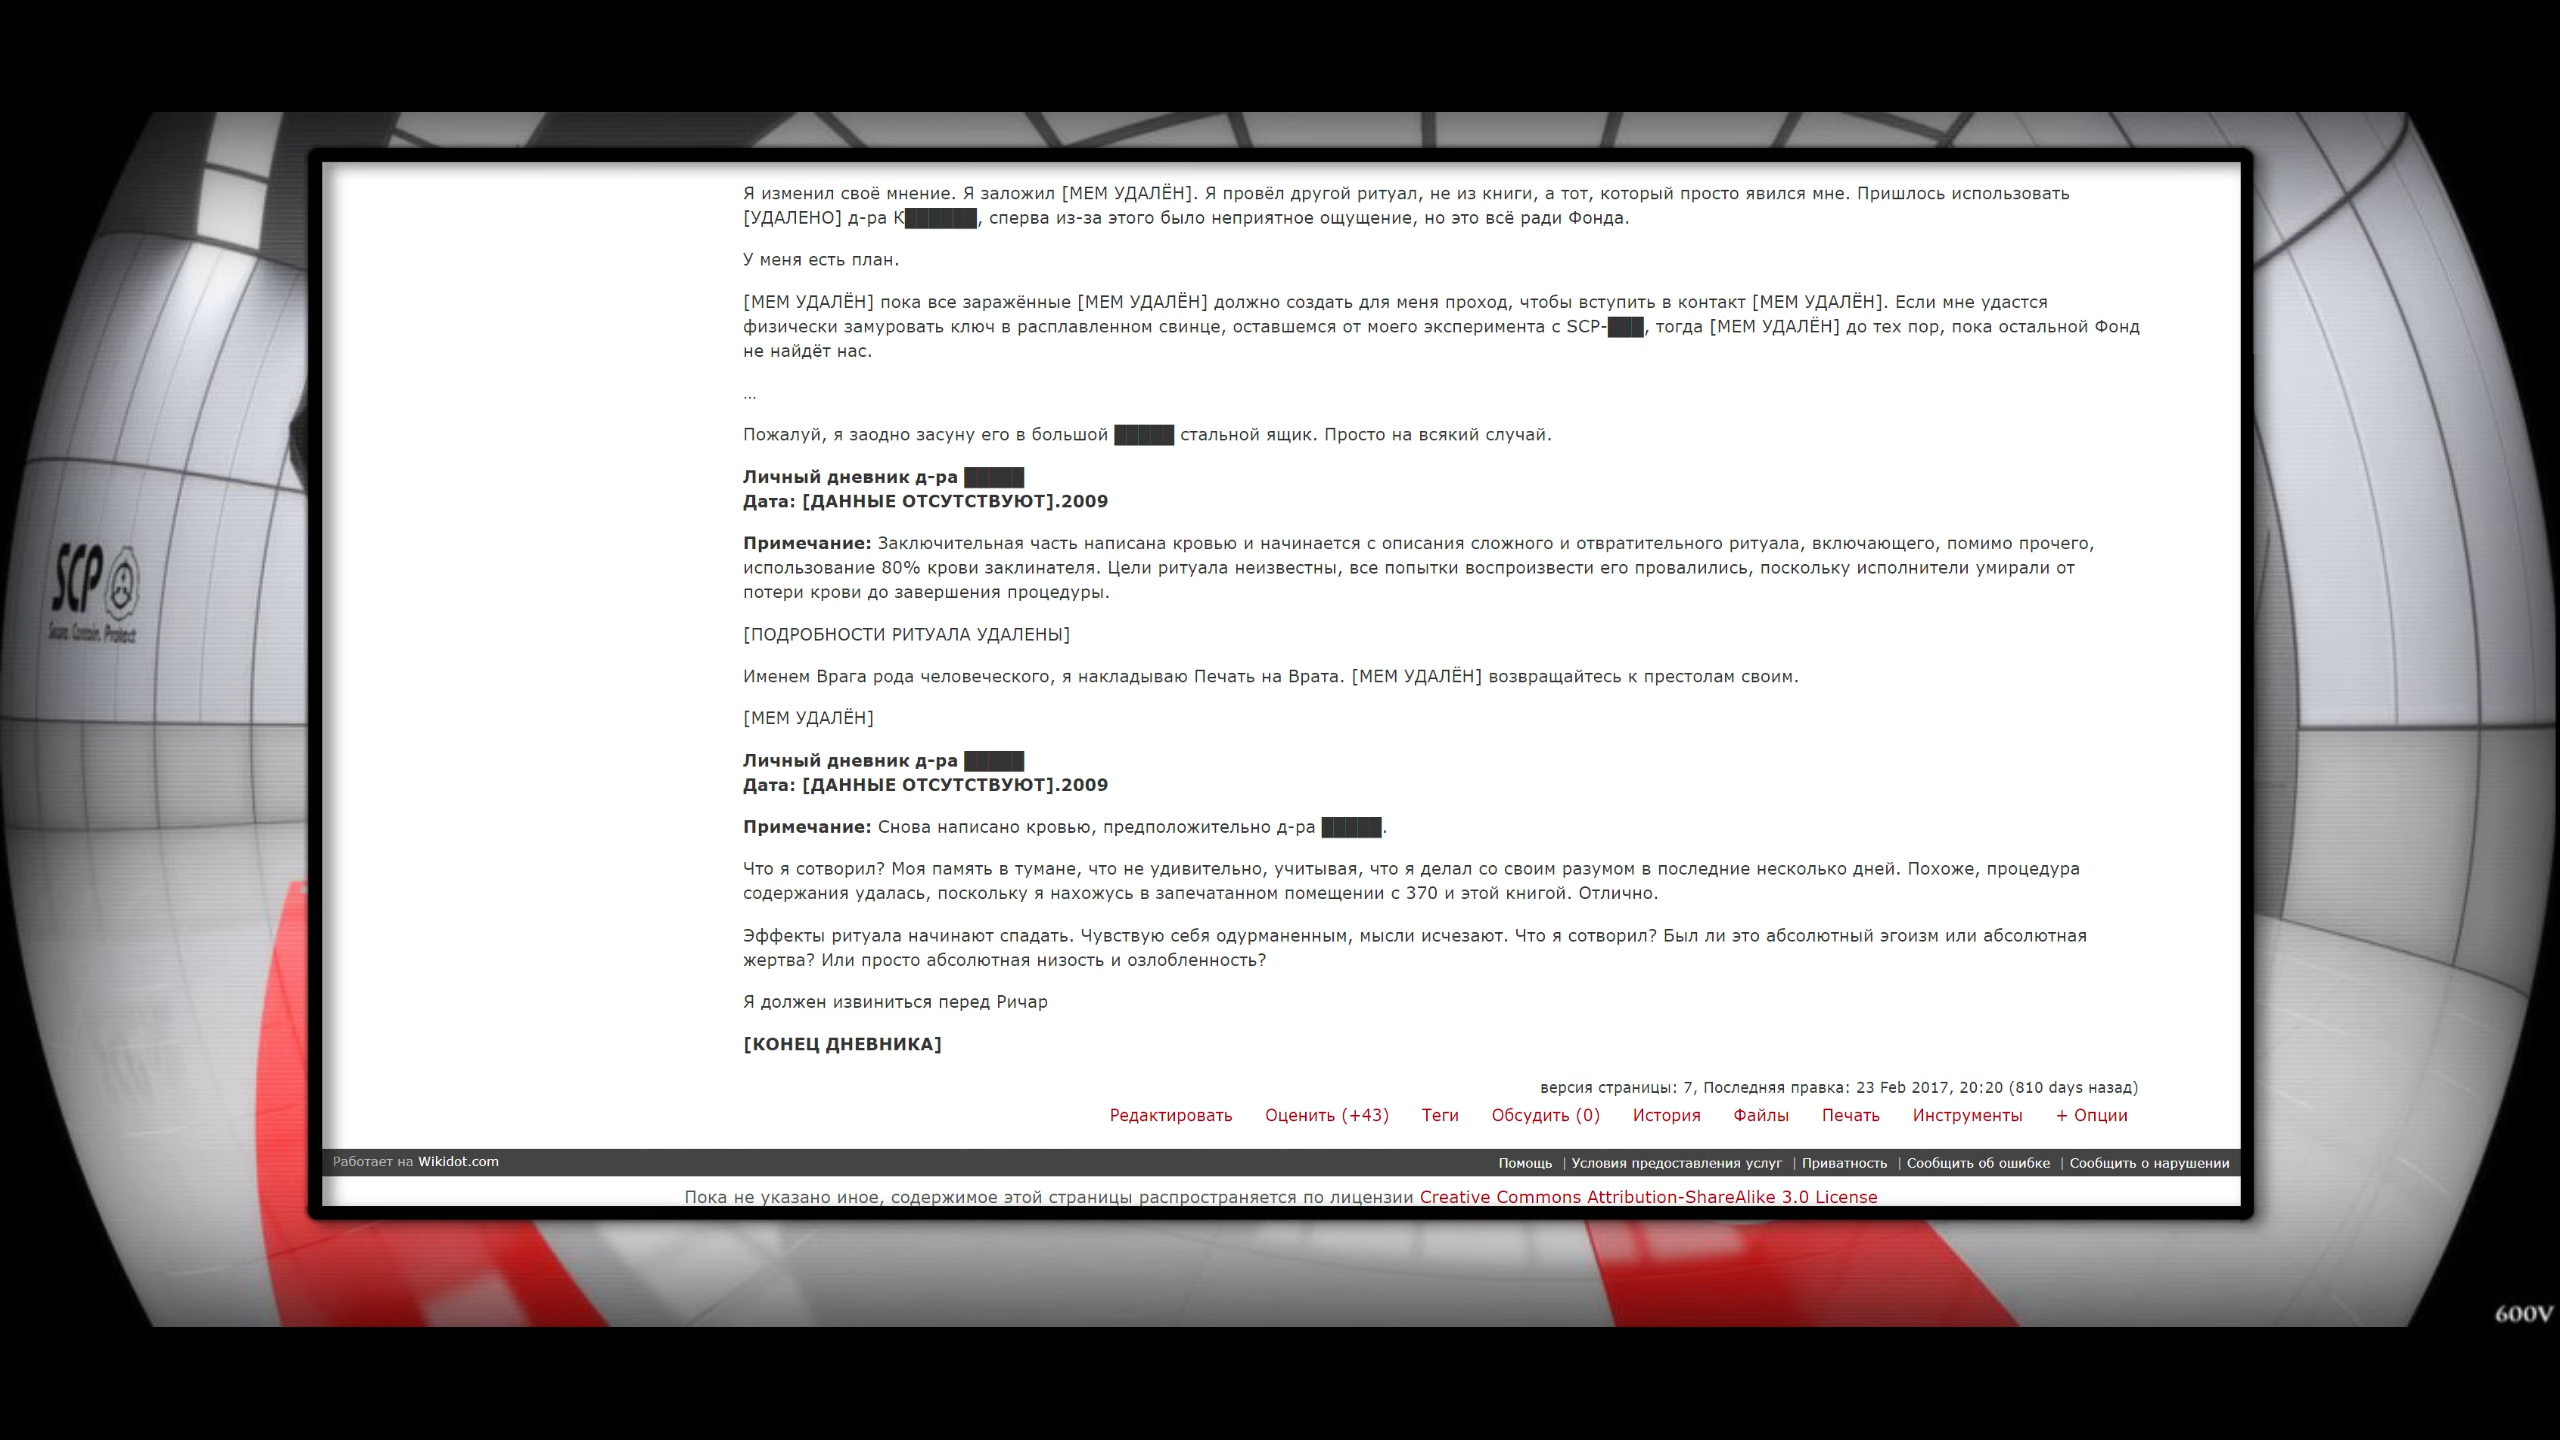 Я изменил своё мнение. Я заложил [МЕМ УДАЛЁН]. Я провёл другой ритуал, не из книги, а тот, который просто явился мне. Пришлось использовать
[УДАЛЕНО] д-ра К██████, сперва из-за этого было неприятное ощущение, но это всё ради Фонда.
У меня есть план.
[МЕМ УДАЛЁН] пока все заражённые [МЕМ УДАЛЁН] должно создать для меня проход, чтобы вступить в контакт [МЕМ УДАЛЁН]. Если мне удастся
физически замуровать ключ в расплавленном свинце, оставшемся от моего эксперимента с SCP-███, тогда [МЕМ УДАЛЁН] до тех пор, пока остальной Фонд
не найдёт нас.
...
Пожалуй, я заодно засуну его в большой █████ стальной ящик. Просто на всякий случай.
Личный дневник д-ра █████
Дата: [ДАННЫЕ ОТСУТСТВУЮТ].2009
Примечание: Заключительная часть написана кровью и начинается с описания сложного и отвратительного ритуала, включающего, помимо прочего,
использование 80% крови заклинателя. Цели ритуала неизвестны, все попытки воспроизвести его провалились, поскольку исполнители умирали от
потери крови до завершения процедуры.
[ПОДРОБНОСТИ РИТУАЛА УДАЛЕНЫ]
Именем Врага рода человеческого, я накладываю Печать на Врата. [МЕМ УДАЛЁН] возвращайтесь к престолам своим.
[МЕМ УДАЛЁН]
Личный дневник д-ра █████
Дата: [ДАННЫЕ ОТСУТСТВУЮТ].2009
Примечание: Снова написано кровью, предположительно д-ра █████.
Что я сотворил? Моя память в тумане, что не удивительно, учитывая, что я делал со своим разумом в последние несколько дней. Похоже, процедура
содержания удалась, поскольку я нахожусь в запечатанном помещении с 370 и этой книгой. Отлично.
Эффекты ритуала начинают спадать. Чувствую себя одурманенным, мысли исчезают. Что я сотворил? Был ли это абсолютный эгоизм или абсолютная
жертва? Или просто абсолютная низость и озлобленность?
Я должен извиниться перед Ричар
[КОНЕЦ ДНЕВНИКА]
версия страницы: 7, Последняя правка: 23 Feb 2017, 20:20 (810 days назад)
Редактировать Оценить (+43) Теги Обсудить (0) История Файлы Печать Инструменты + Опции
Работает на Wikidot.com
Помощь | Условия предоставления услуг | Приватность | Сообщить об ошибке | Сообщить о нарушении
Пока не указано иное, содержимое этой страницы распространяется по лицензии Creative Commons Attribution-ShareAlike 3.0 License
SCP
Secure. Contain. Protect
600V